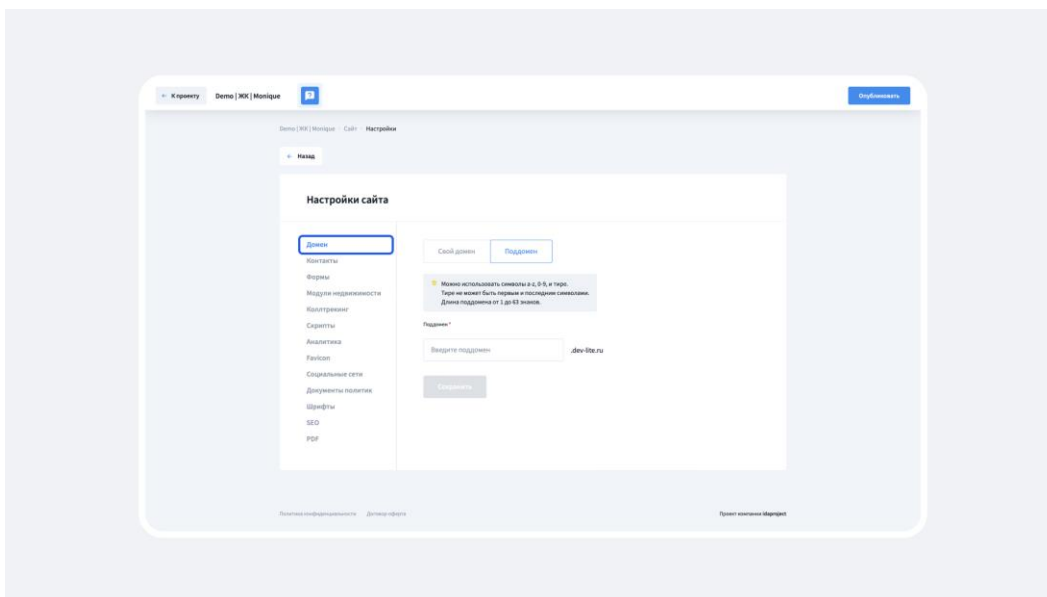 ← К проекту
Demo | ЖК | Monique
Опубликовать
Demo | ЖК | Monique / Сайт / Настройки
← Назад
Настройки сайта
Домен
Контакты
Формы
Модули недвижимости
Коллтрекинг
Скрипты
Аналитика
Favicon
Социальные сети
Документы политик
Шрифты
SEO
PDF
Свой домен
Поддомен
Можно использовать символы a-z, 0-9, и тире.
Тире не может быть первым и последним символами.
Длина поддомена от 1 до 63 знаков.
Поддомен *
Введите поддомен
.dev-lite.ru
Сохранить
Политика конфиденциальности
Договор оферта
Проект компании idaproject